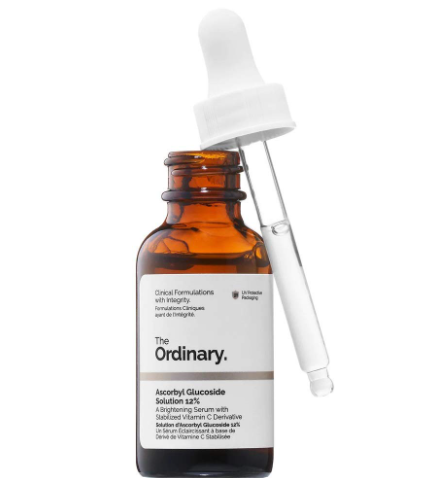 Clinical Formulations
with Integrity.
Formulations Cliniques
ayant de l'intégrité.
UV Protective
Packaging
The
Ordinary.
Ascorbyl Glucoside
Solution 12%
A Brightening Serum with
Stabilized Vitamin C Derivative
Solution d'Ascorbyl Glucoside 12%
Un Sérum Éclaircissant à base de
Dérivé de Vitamine C Stabilisée